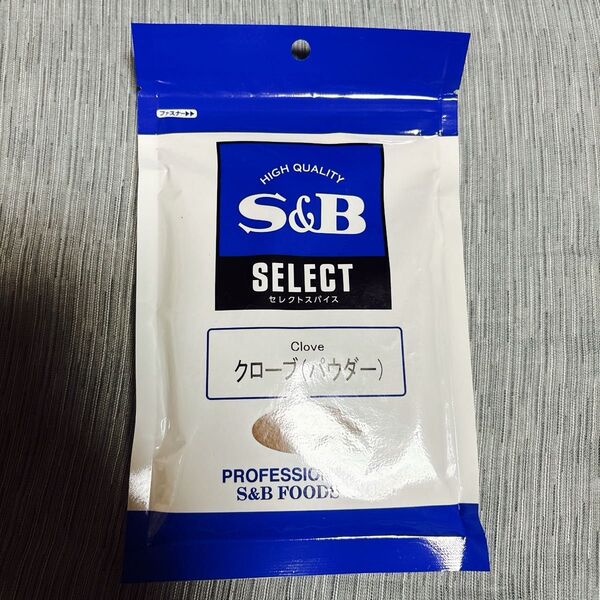 ファスナー▶▶
HIGH QUALITY
S&B
SELECT
セレクトスパイス
Clove
クローブ(パウダー)
S&B FOODS